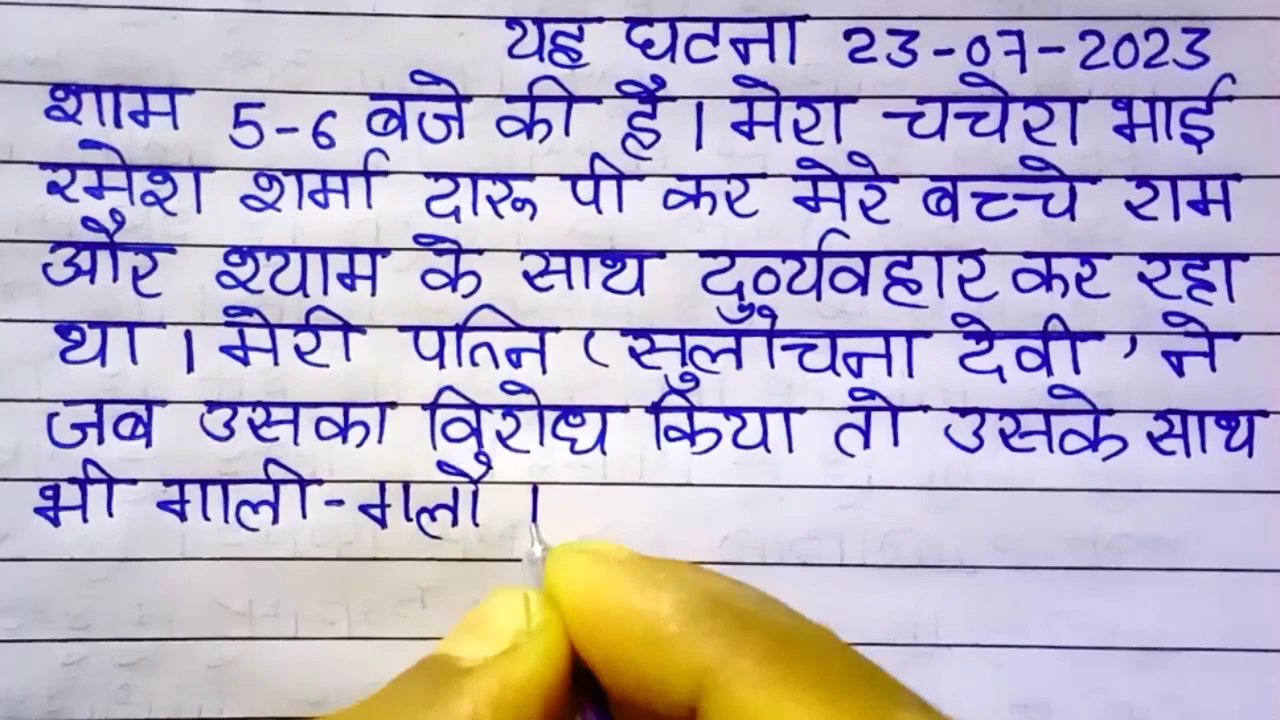 यह घटना 23-07-2023
शाम 5-6 बजे की है। मेरा चचेरा भाई
रमेश शर्मा दारू पी कर मेरे बच्चे राम
और श्याम के साथ दुर्व्यवहार कर रहा
था। मेरी पत्नि (सुलोचना देवी) ने
जब उसका विरोध किया तो उसके साथ
भी गाली-गलौ